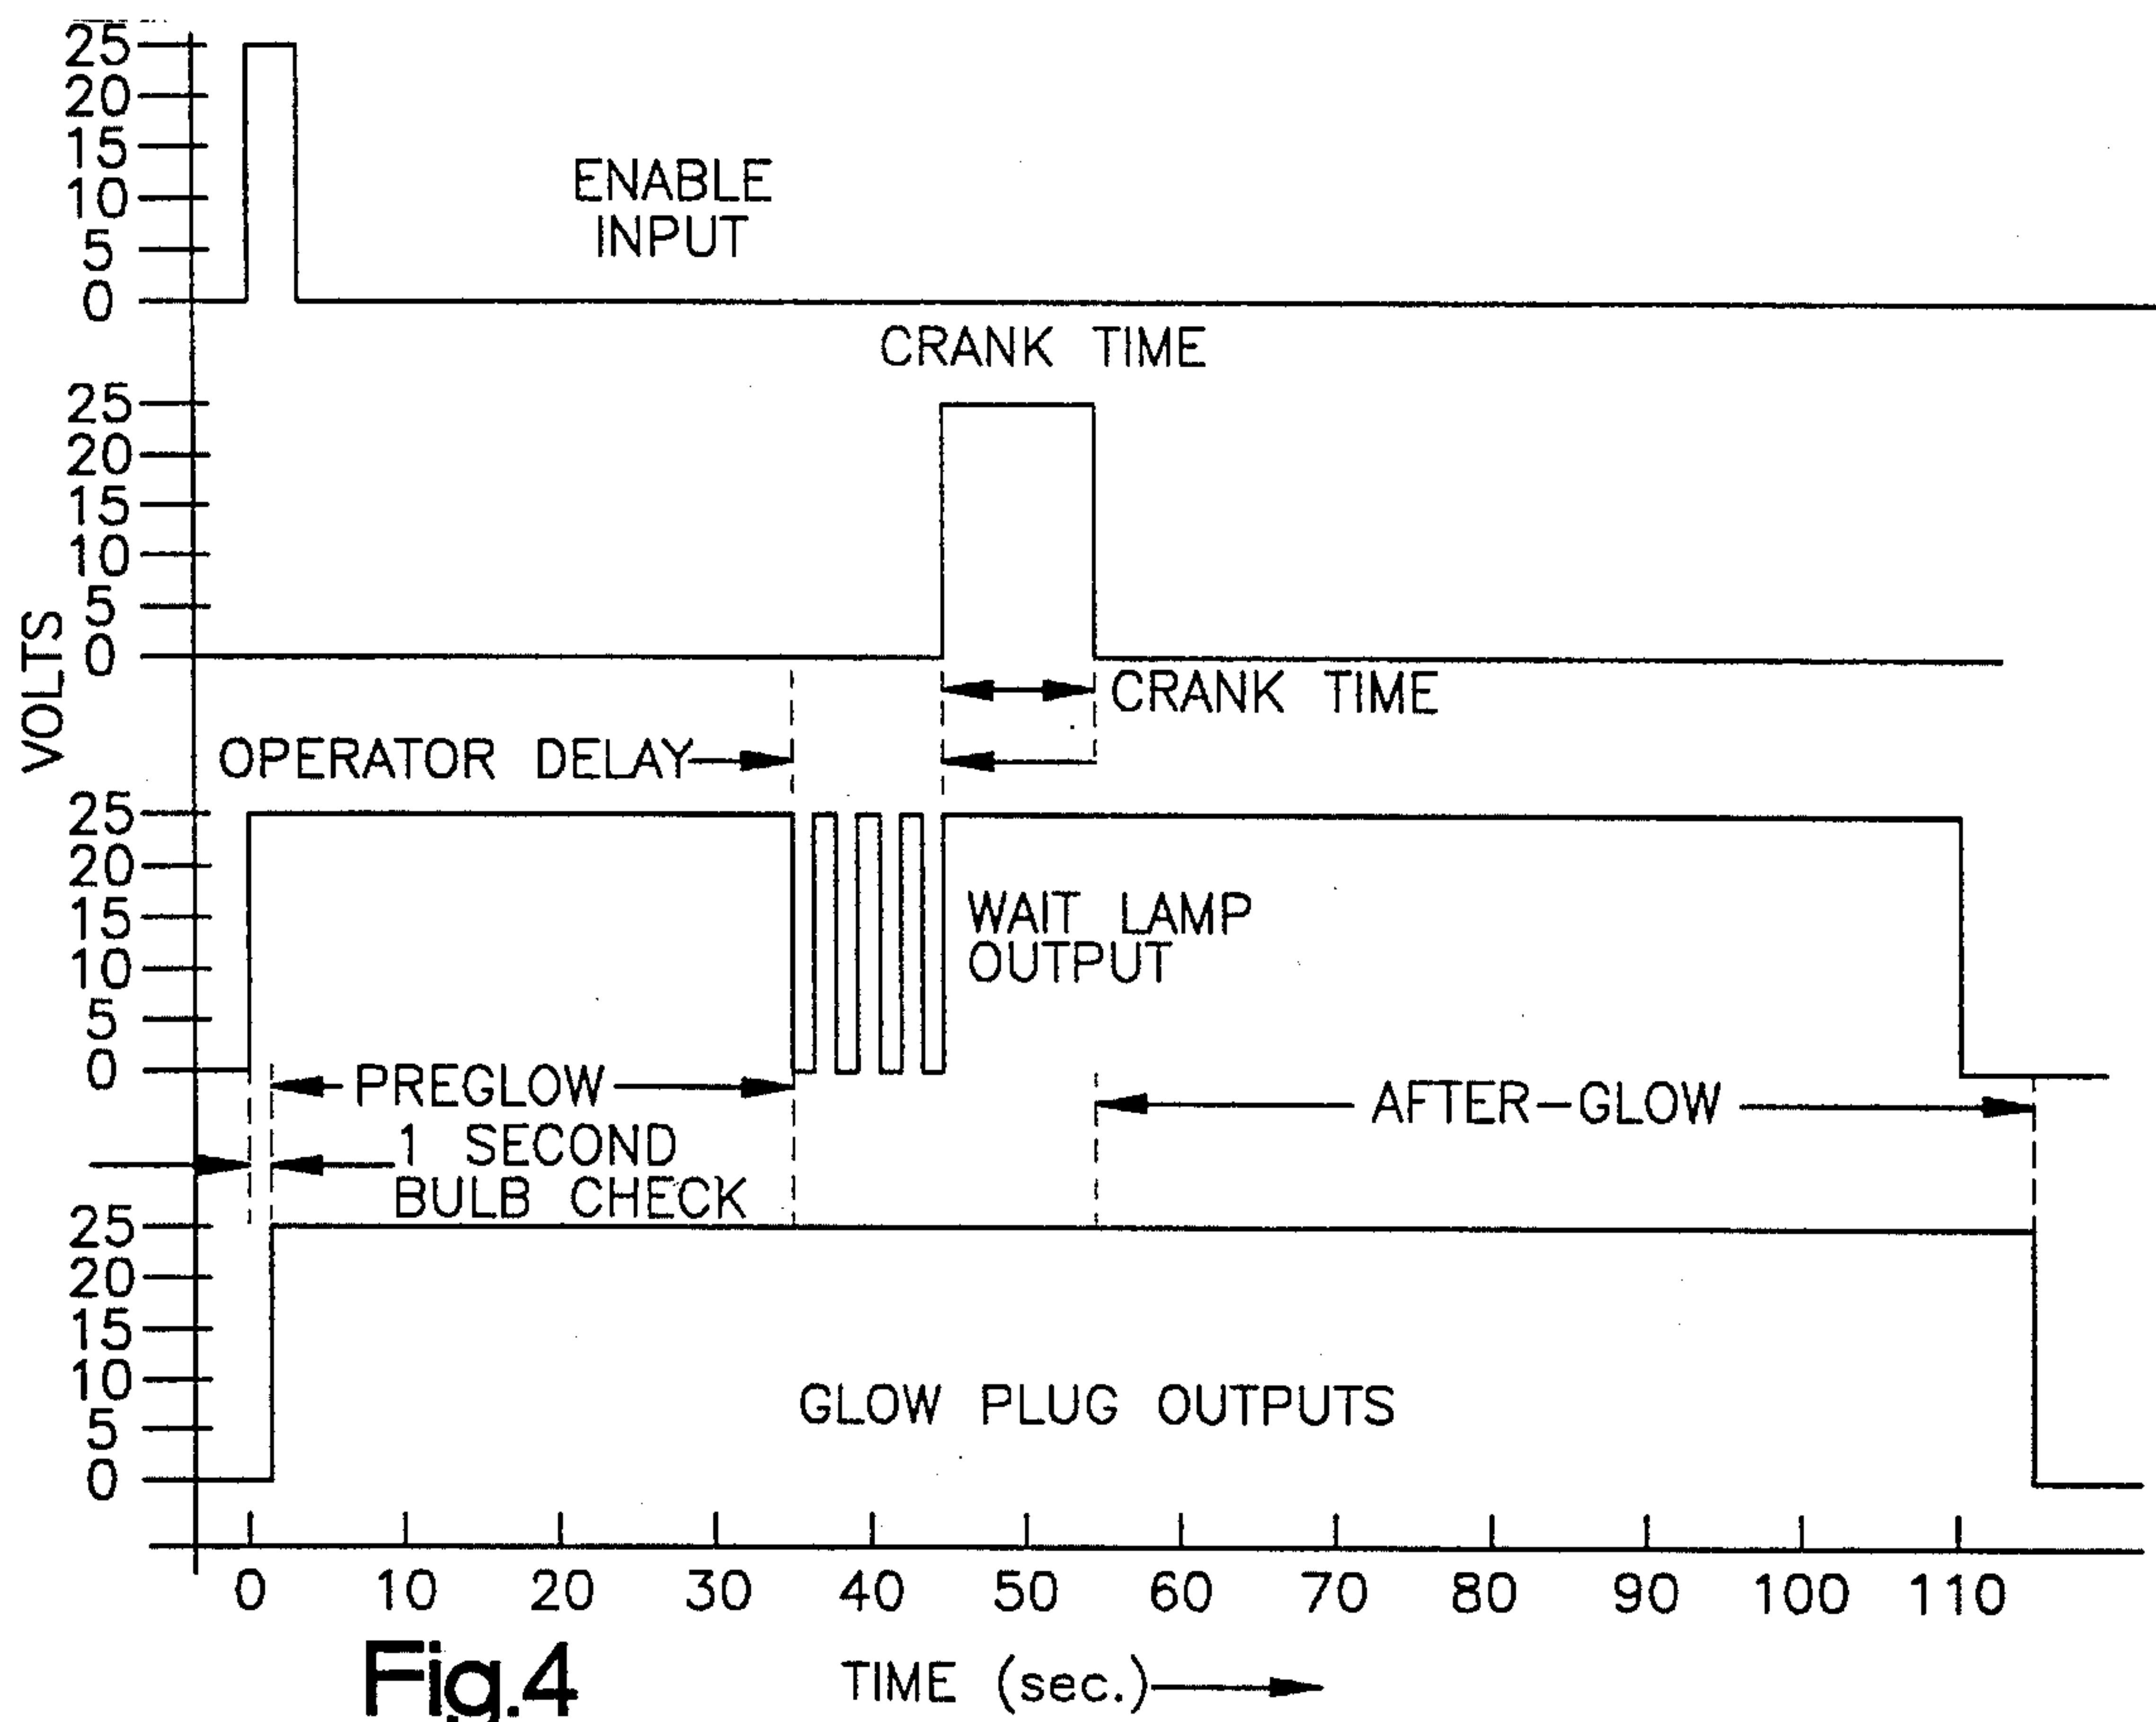 25
20
15
10
5
0
ENABLE
INPUT
CRANK TIME
25
20
15
10
5
0
VOLTS
CRANK TIME
OPERATOR DELAY
25
20
15
10
5
0
WAIT LAMP
OUTPUT
PREGLOW
AFTER-GLOW
1 SECOND
BULB CHECK
25
20
15
10
5
0
GLOW PLUG OUTPUTS
0 10 20 30 40 50 60 70 80 90 100 110
Fig.4
TIME (sec.)